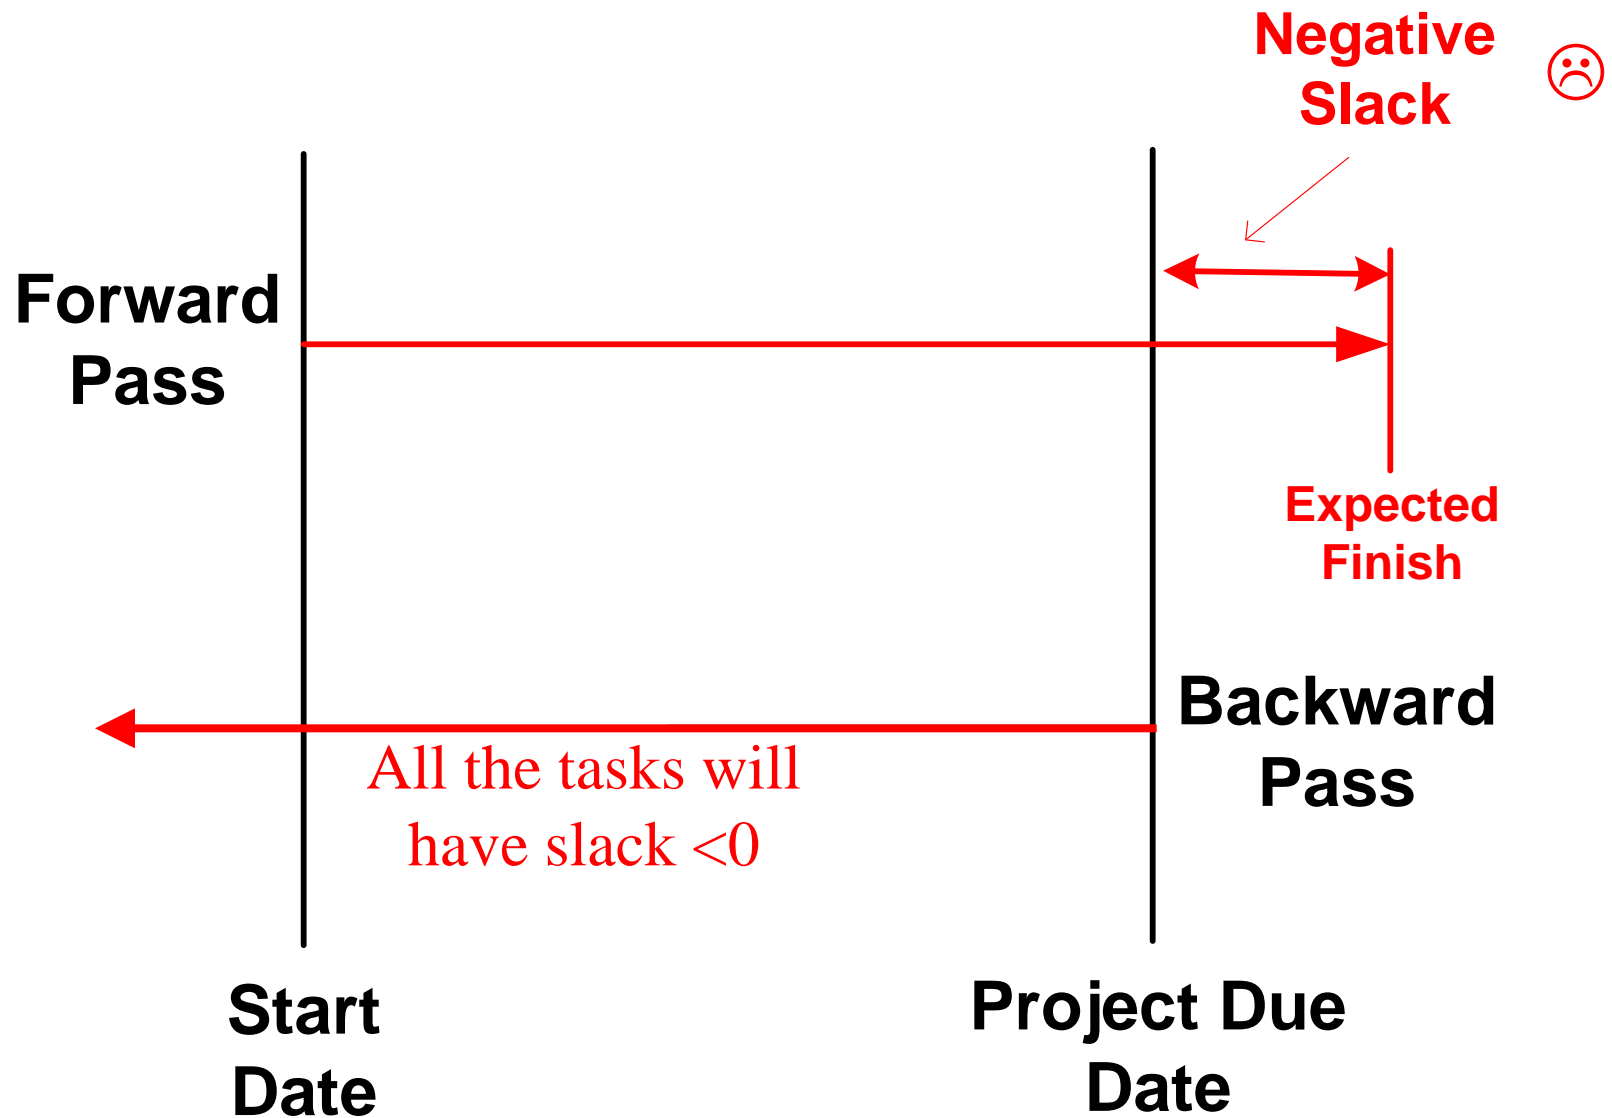 Negative
Slack
Forward
Pass
Expected
Finish
Backward
Pass
All the tasks will
have slack <0
Start
Date
Project Due
Date